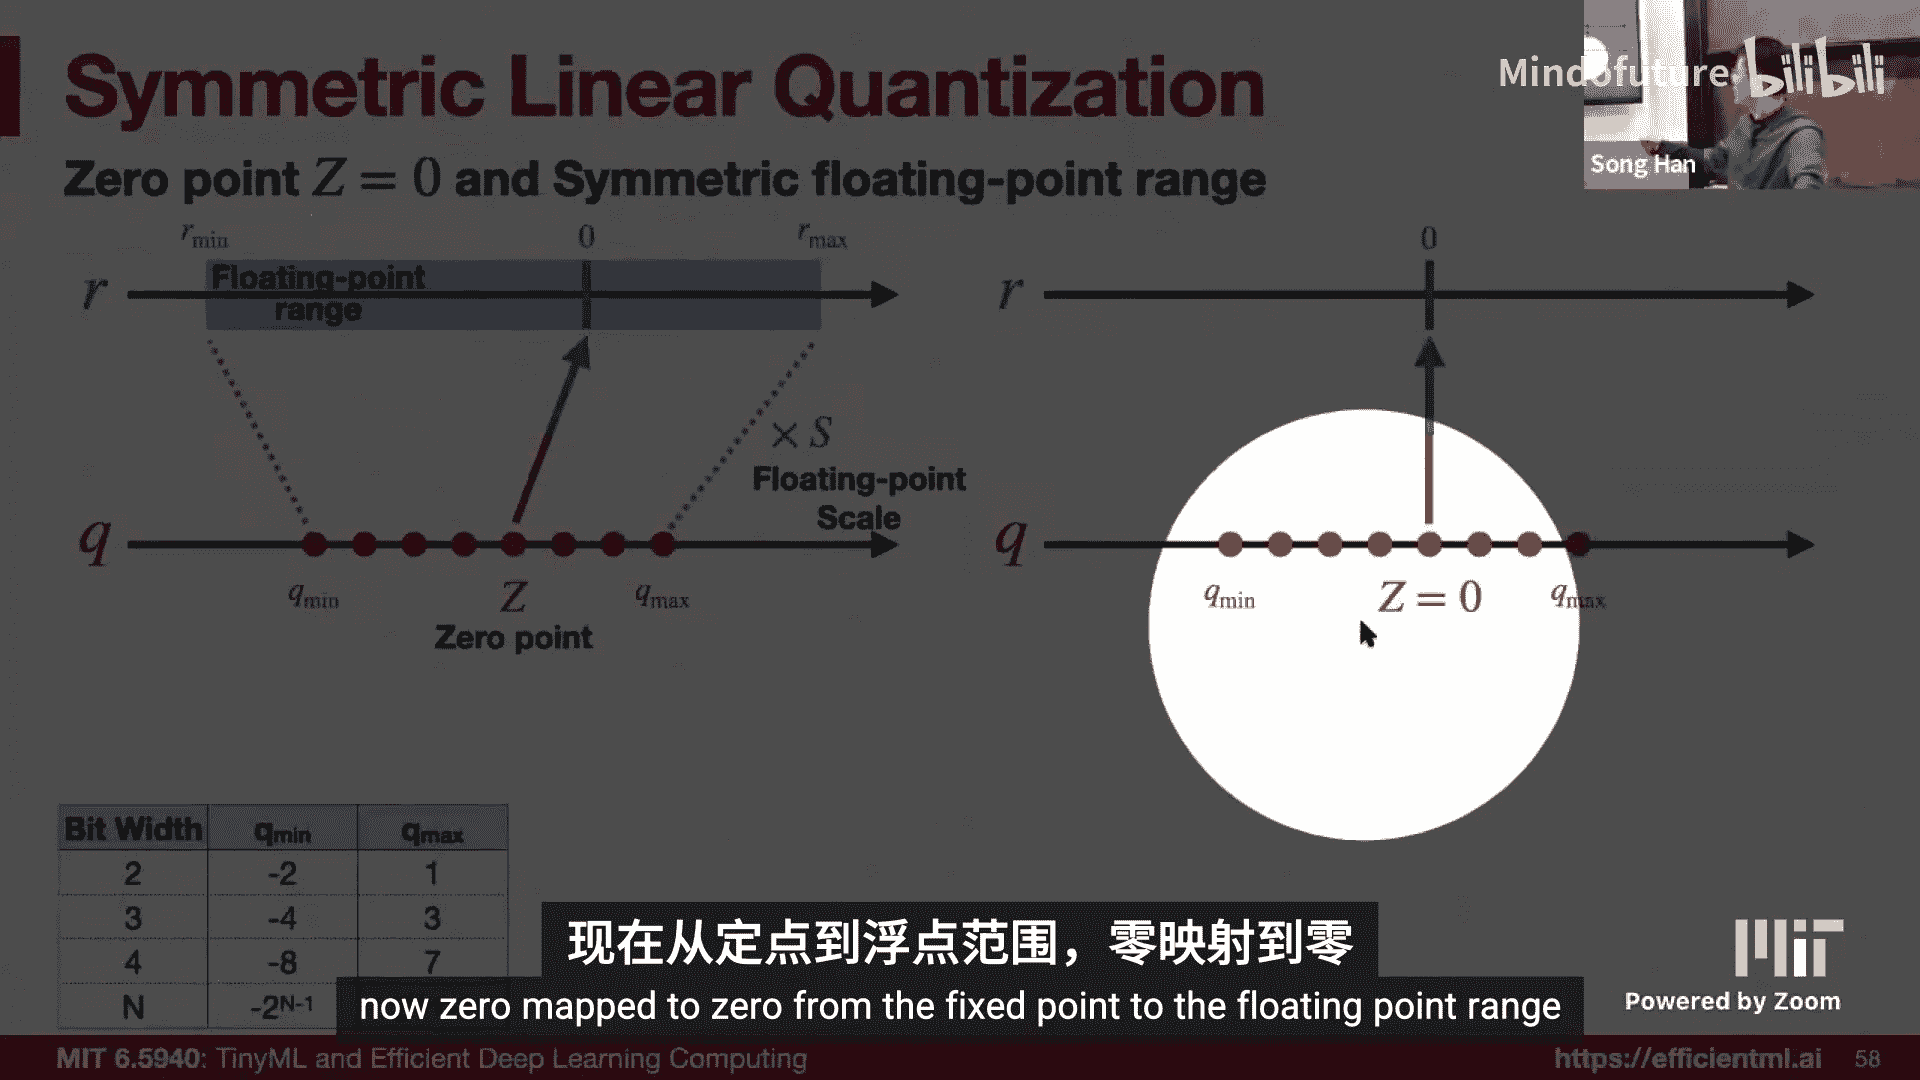 Symmetric Linear Quantization
Mindofuture
bilibili
Song Han
Zero point Z = 0 and Symmetric floating-point range
r_min 0 r_max
r Floating-point range
0
r
× S
Floating-point
Scale
q
q_min Z q_max
Zero point
q
q_min Z = 0 q_max
Bit Width q_min q_max
2 -2 1
3 -4 3
4 -8 7
N -2^{N-1}
现在从定点到浮点范围，零映射到零
now zero mapped to zero from the fixed point to the floating point range
MIT
Powered by Zoom
MIT 6.5940: TinyML and Efficient Deep Learning Computing
https://efficientml.ai 58